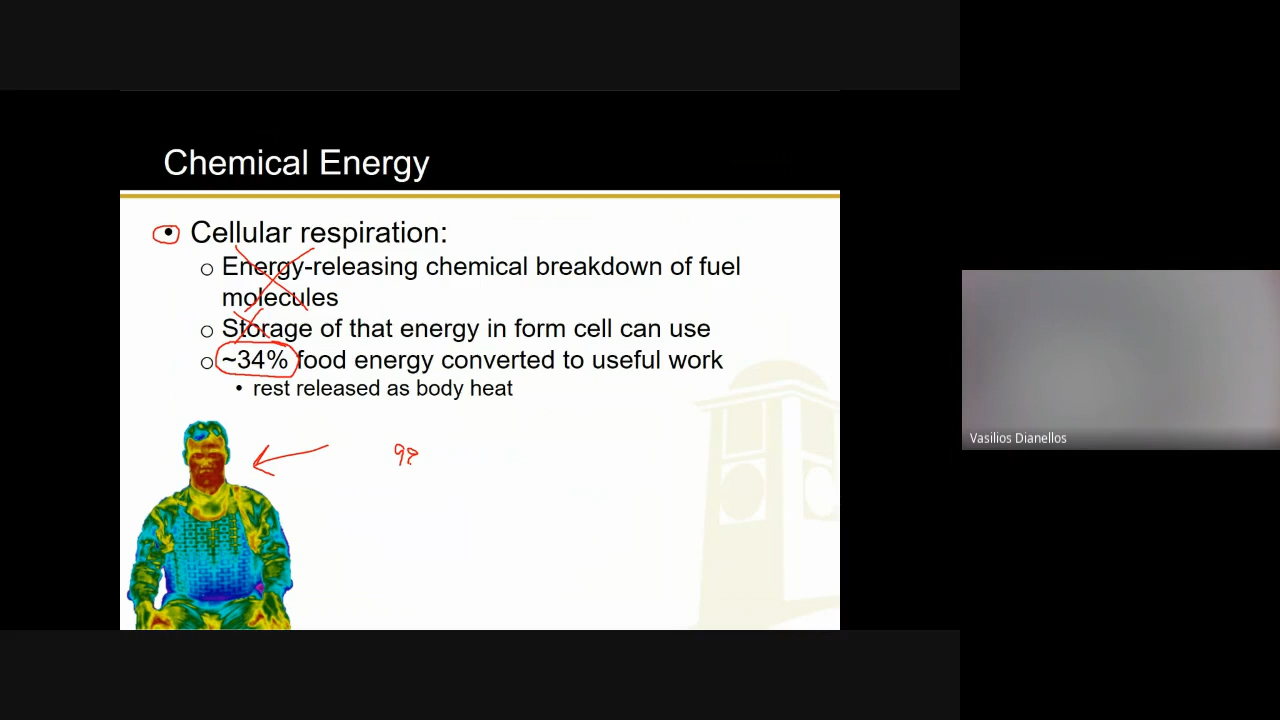 Chemical Energy
• Cellular respiration:
o Energy-releasing chemical breakdown of fuel
molecules
o Storage of that energy in form cell can use
o ~34% food energy converted to useful work
• rest released as body heat
98
Vasilios Dianellos